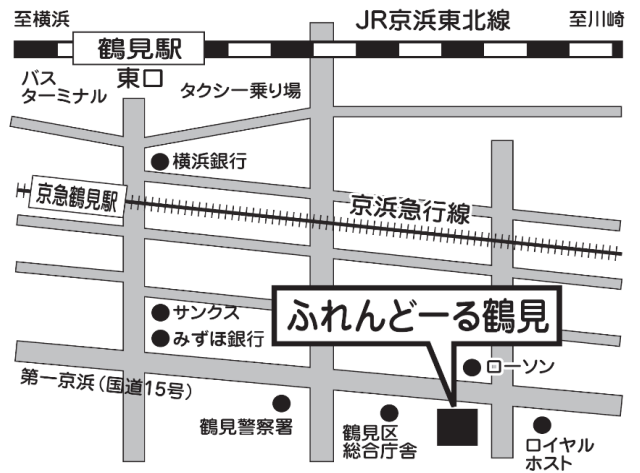 至横浜
JR京浜東北線
至川崎
鶴見駅
東口
バス
ターミナル
タクシー乗り場
横浜銀行
京急鶴見駅
京浜急行線
サンクス
みずほ銀行
ふれんどーる鶴見
ローソン
第一京浜(国道15号)
鶴見警察署
鶴見区
総合庁舎
ロイヤル
ホスト